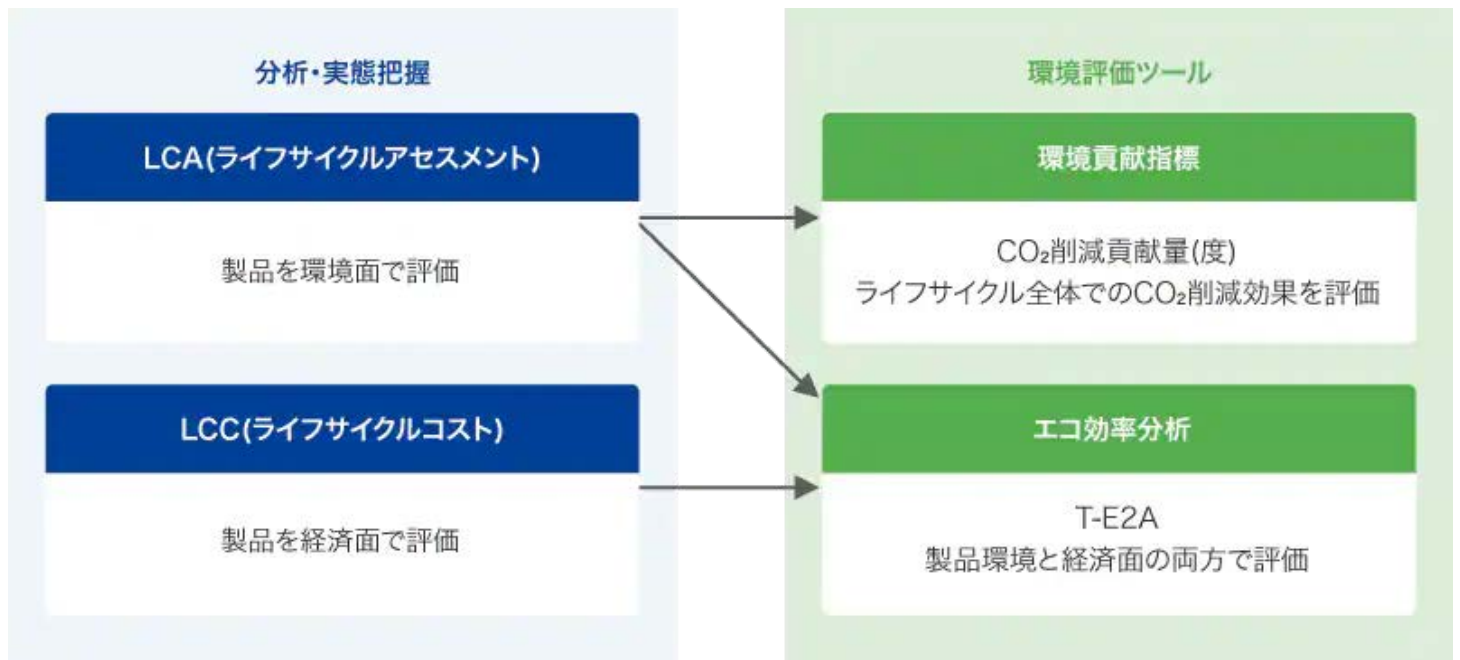 分析・実態把握
LCA(ライフサイクルアセスメント)
製品を環境面で評価
LCC(ライフサイクルコスト)
製品を経済面で評価
環境評価ツール
環境貢献指標
CO₂削減貢献量(度)
ライフサイクル全体でのCO₂削減効果を評価
エコ効率分析
T-E2A
製品環境と経済面の両方で評価